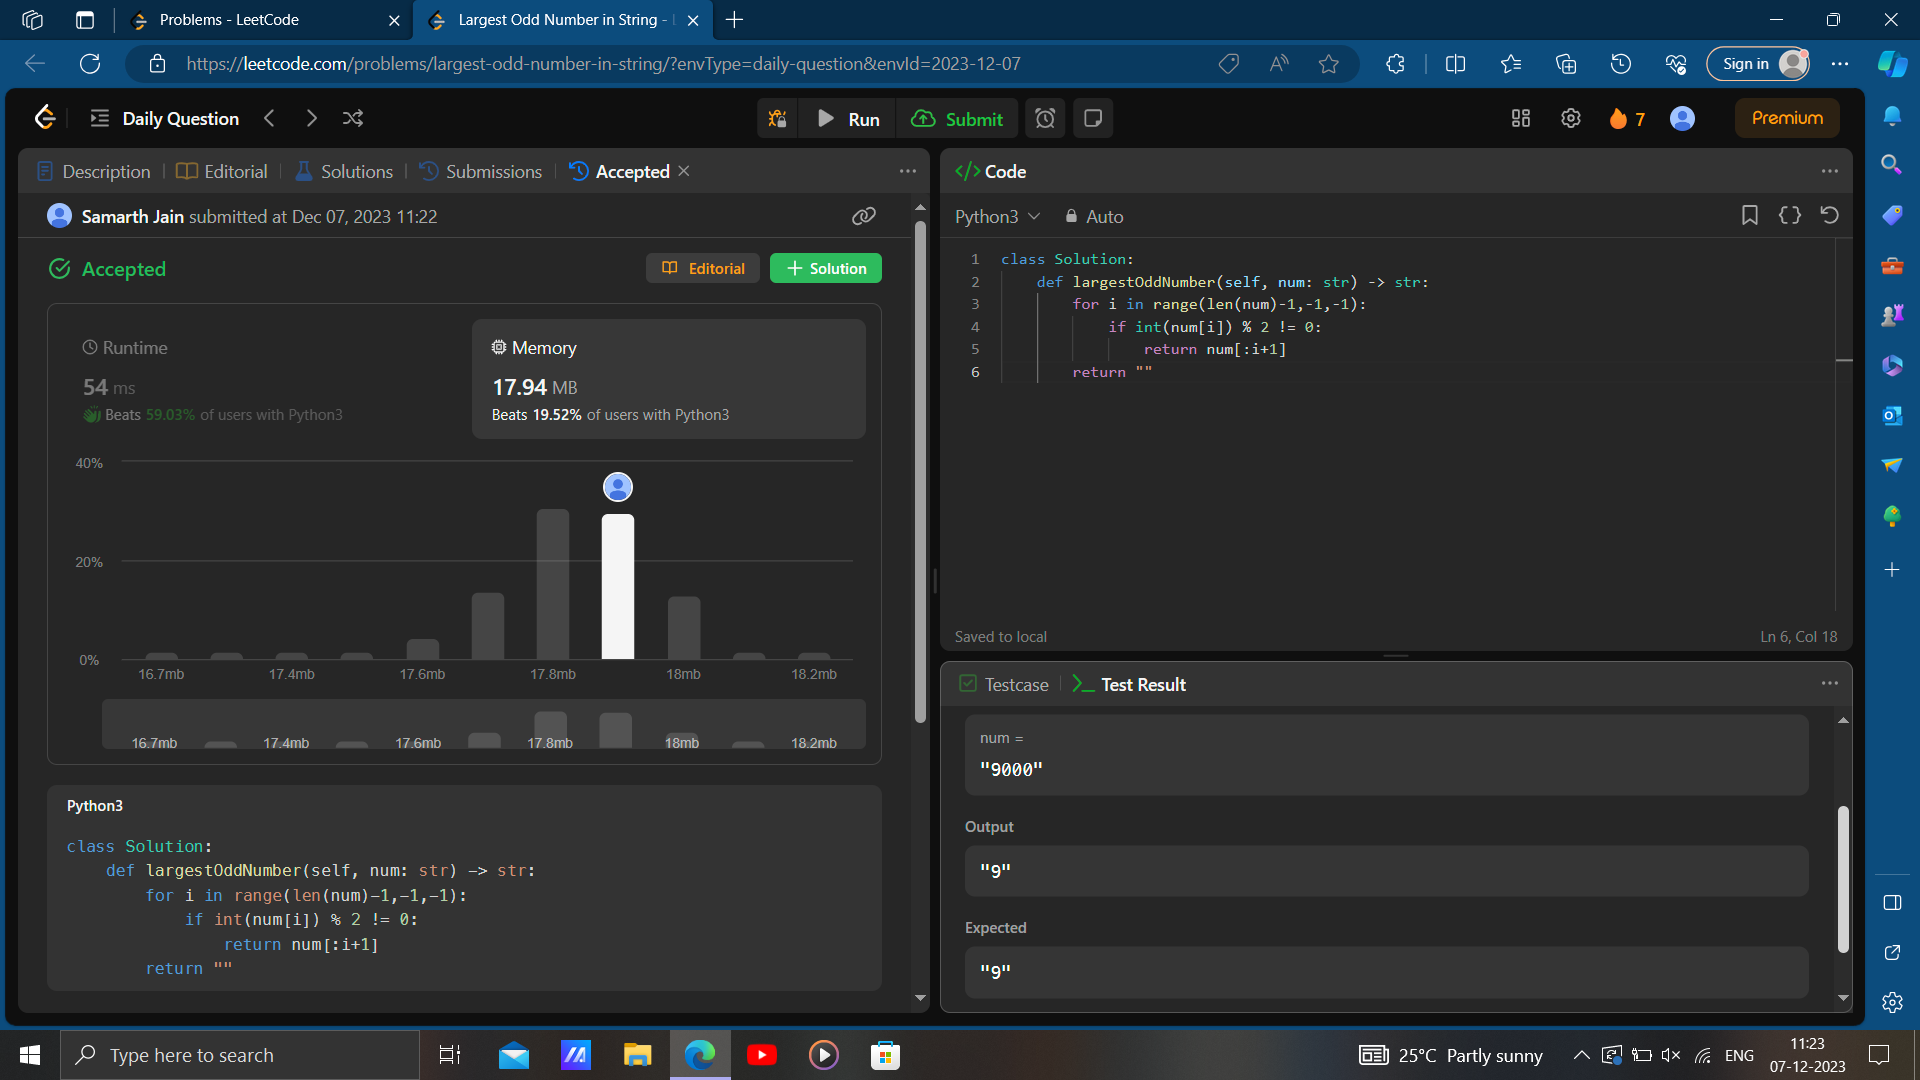 Problems - LeetCode
Largest Odd Number in String -
https://leetcode.com/problems/largest-odd-number-in-string/?envType=daily-question&envId=2023-12-07
Sign in
Daily Question
Run
Submit
7
Premium
Description
Editorial
Solutions
Submissions
Accepted
Samarth Jain submitted at Dec 07, 2023 11:22
Accepted
Editorial
Solution
Runtime
54 ms
Beats 59.03% of users with Python3
Memory
17.94 MB
Beats 19.52% of users with Python3
40%
20%
0%
16.7mb 17.4mb 17.6mb 17.8mb 18mb 18.2mb
16.7mb 17.4mb 17.6mb 17.8mb 18mb 18.2mb
Python3
class Solution:
    def largestOddNumber(self, num: str) -> str:
        for i in range(len(num)-1,-1,-1):
            if int(num[i]) % 2 != 0:
                return num[:i+1]
        return ""
</> Code
Python3
Auto
1 class Solution:
2     def largestOddNumber(self, num: str) -> str:
3         for i in range(len(num)-1,-1,-1):
4             if int(num[i]) % 2 != 0:
5                 return num[:i+1]
6         return ""
Saved to local
Ln 6, Col 18
Testcase
Test Result
num =
"9000"
Output
"9"
Expected
"9"
Type here to search
25°C Partly sunny
ENG
11:23
07-12-2023